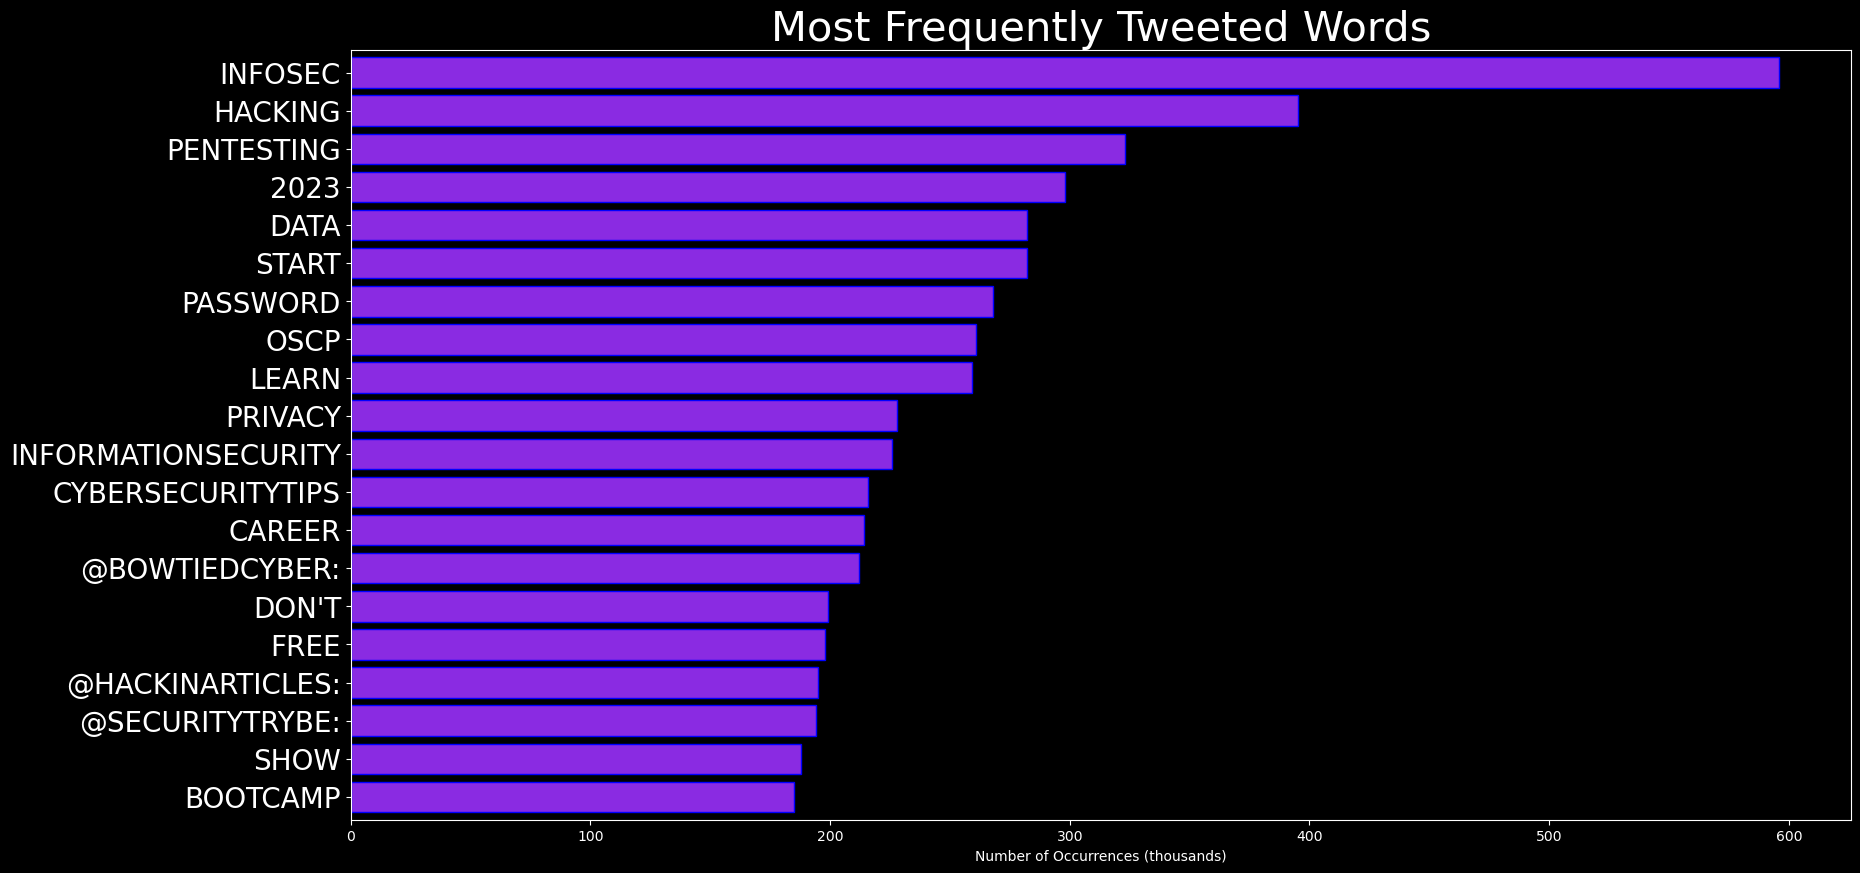 Most Frequently Tweeted Words
INFOSEC
HACKING
PENTESTING
2023
DATA
START
PASSWORD
OSCP
LEARN
PRIVACY
INFORMATIONSECURITY
CYBERSECURITYTIPS
CAREER
@BOWTIEDCYBER:
DON'T
FREE
@HACKINARTICLES:
@SECURITYTRYBE:
SHOW
BOOTCAMP
0 100 200 300 400 500 600
Number of Occurrences (thousands)